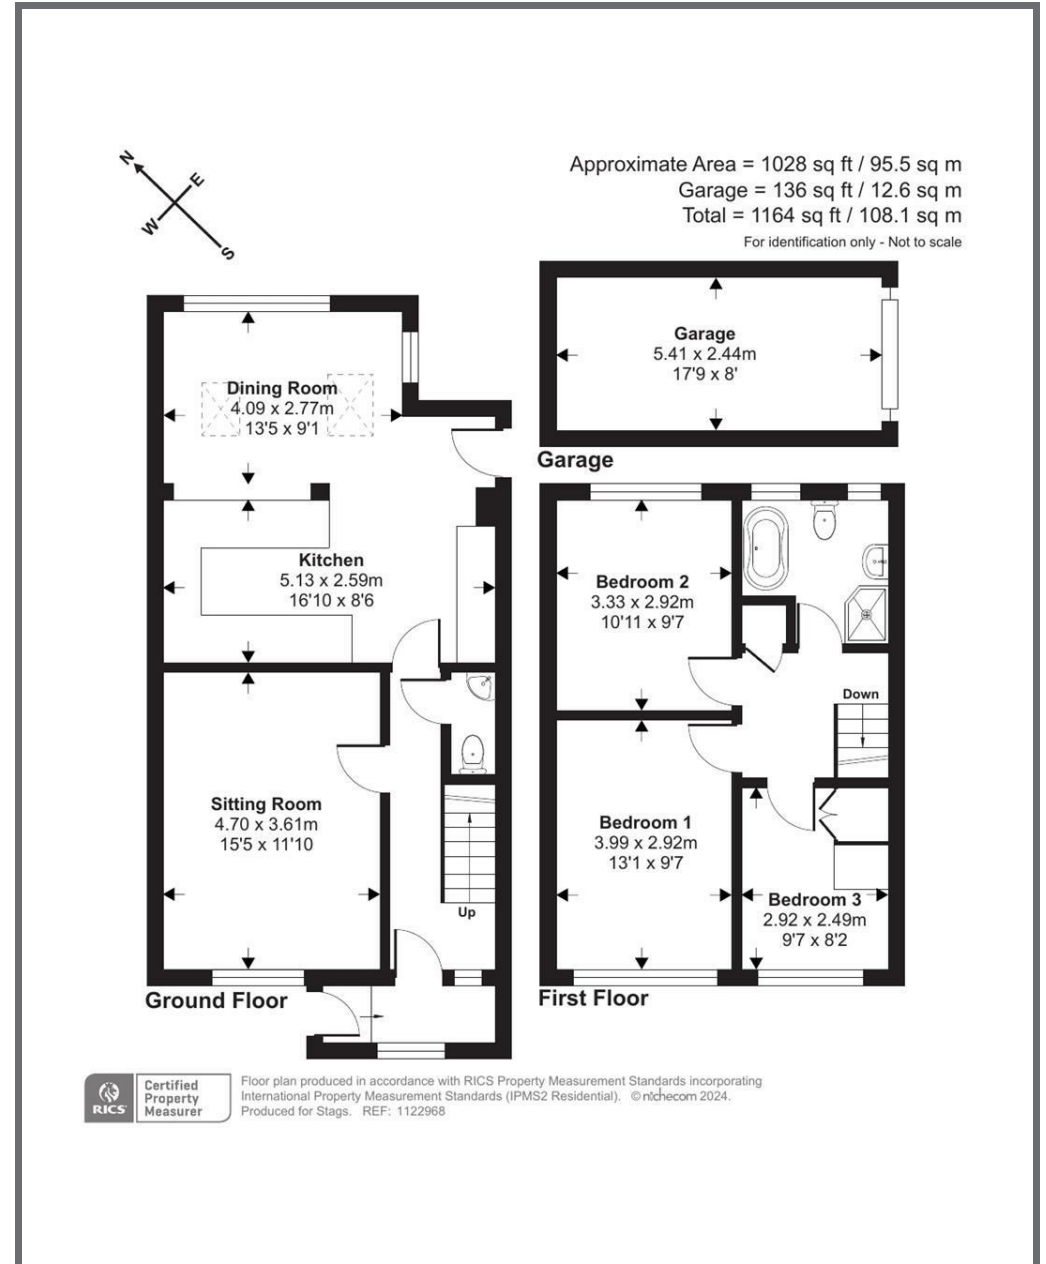 N
E
W
S
Approximate Area = 1028 sq ft / 95.5 sq m
Garage = 136 sq ft / 12.6 sq m
Total = 1164 sq ft / 108.1 sq m
For identification only - Not to scale
Garage
5.41 x 2.44m
17'9 x 8'
Garage
Dining Room
4.09 x 2.77m
13'5 x 9'1
Kitchen
5.13 x 2.59m
16'10 x 8'6
Sitting Room
4.70 x 3.61m
15'5 x 11'10
Up
Ground Floor
Bedroom 2
3.33 x 2.92m
10'11 x 9'7
Down
Bedroom 1
3.99 x 2.92m
13'1 x 9'7
Bedroom 3
2.92 x 2.49m
9'7 x 8'2
First Floor
RICS
Certified
Property
Measurer
Floor plan produced in accordance with RICS Property Measurement Standards incorporating
International Property Measurement Standards (IPMS2 Residential). © nichecom 2024.
Produced for Stags. REF: 1122968